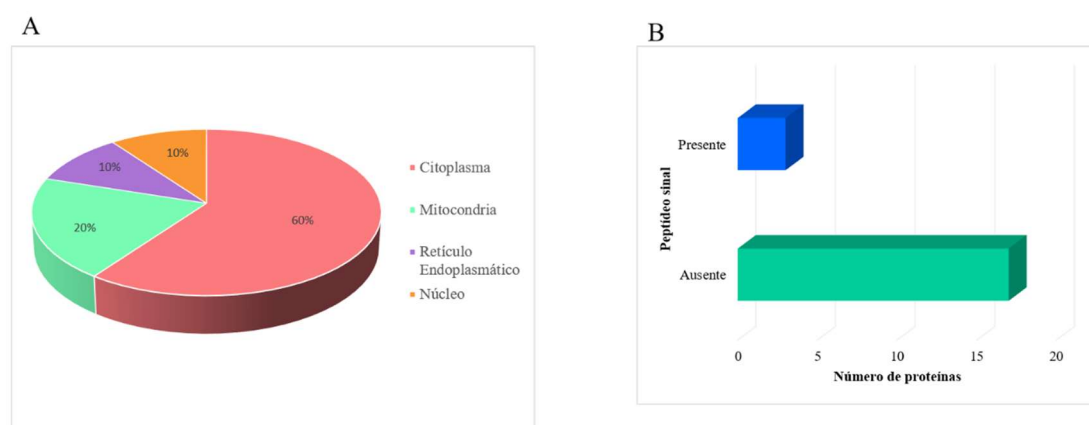 A
10%
10%
20%
60%
Citoplasma
Mitocondria
Retículo
Endoplasmático
Núcleo
B
Peptídeo sinal
Presente
Ausente
0 5 10 15 20
Número de proteínas